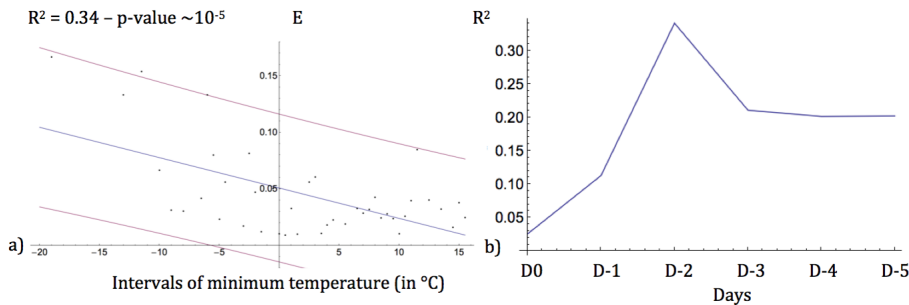 R² = 0.34 – p-value ~10⁻⁵
E
0.15
0.10
0.05
−20 −15 −10 −5 0 5 10 15
a)
Intervals of minimum temperature (in °C)
R²
0.30
0.25
0.20
0.15
0.10
0.05
b)
D0 D-1 D-2 D-3 D-4 D-5
Days